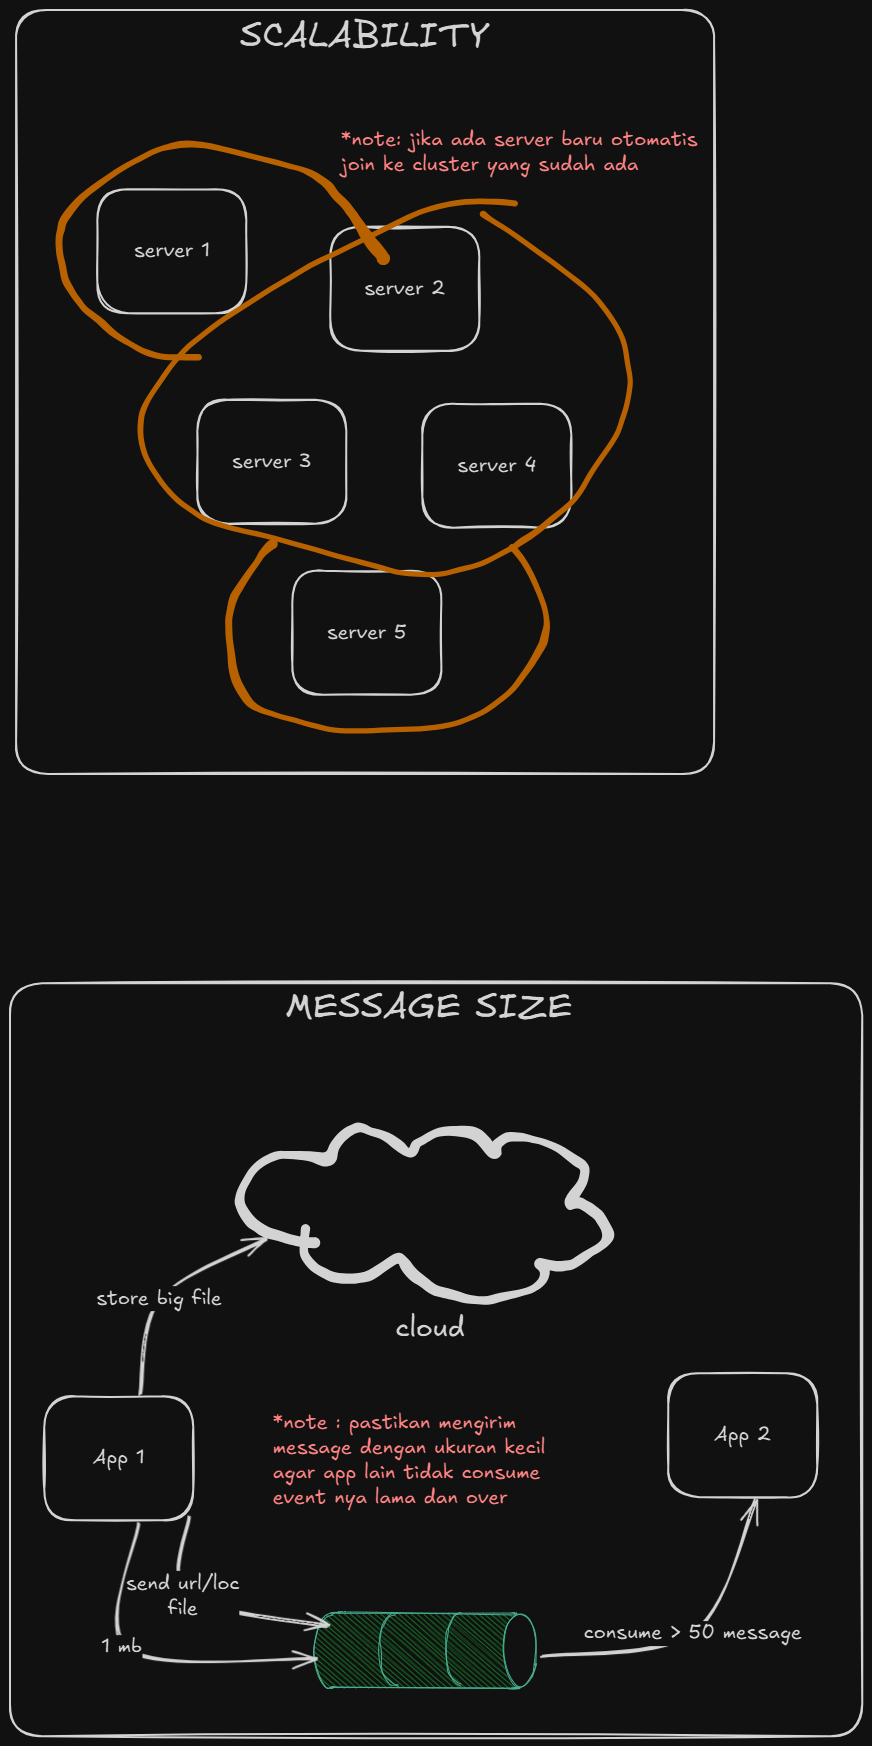 SCALABILITY
*note: jika ada server baru otomatis
join ke cluster yang sudah ada
server 1
server 2
server 3
server 4
server 5
MESSAGE SIZE
cloud
store big file
App 1
*note : pastikan mengirim
message dengan ukuran kecil
agar app lain tidak consume
event nya lama dan over
App 2
send url/loc
file
1 mb
consume > 50 message